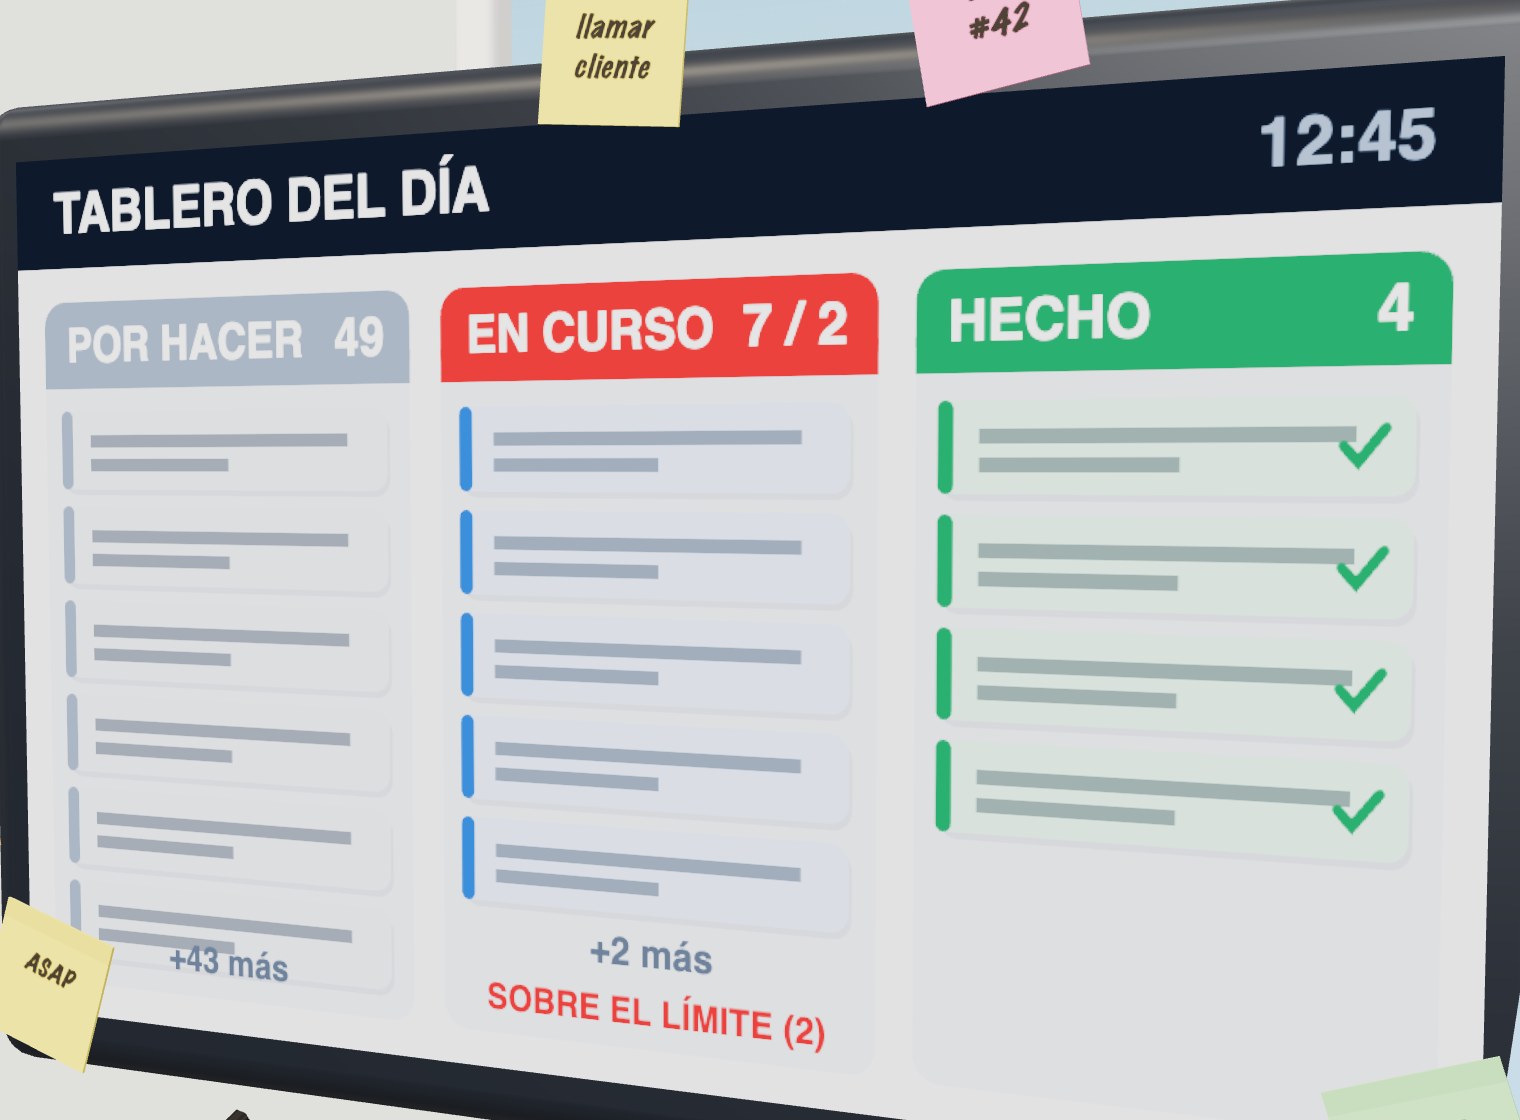 llamar
cliente
#42
TABLERO DEL DÍA
12:45
POR HACER 49
EN CURSO 7 / 2
HECHO 4
+43 más
+2 más
SOBRE EL LÍMITE (2)
ASAP